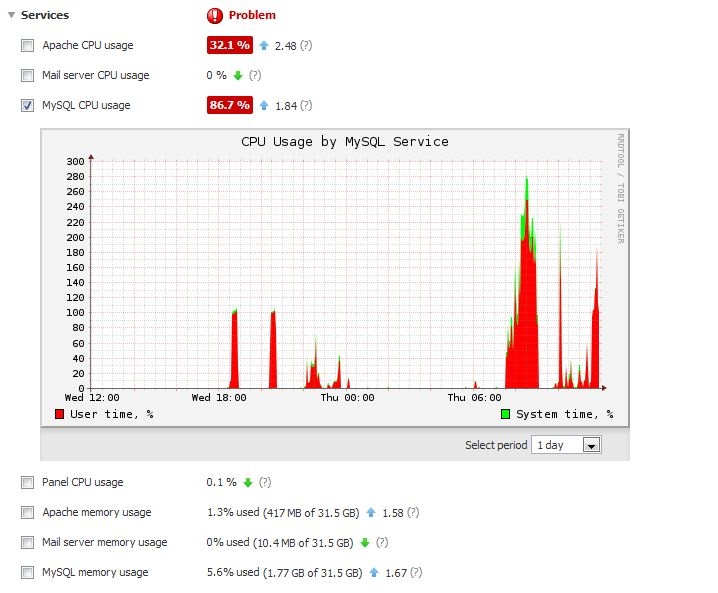 Services Problem
Apache CPU usage 32.1 % 2.48 (?)
Mail server CPU usage 0 % (?)
MySQL CPU usage 86.7 % 1.84 (?)
CPU Usage by MySQL Service
RRDTOOL / TOBI OETIKER
300
280
260
240
220
200
180
160
140
120
100
80
60
40
20
0
Wed 12:00 Wed 18:00 Thu 00:00 Thu 06:00
User time, % System time, %
Select period 1 day
Panel CPU usage 0.1 % (?)
Apache memory usage 1.3% used (417 MB of 31.5 GB) 1.58 (?)
Mail server memory usage 0% used (10.4 MB of 31.5 GB) (?)
MySQL memory usage 5.6% used (1.77 GB of 31.5 GB) 1.67 (?)